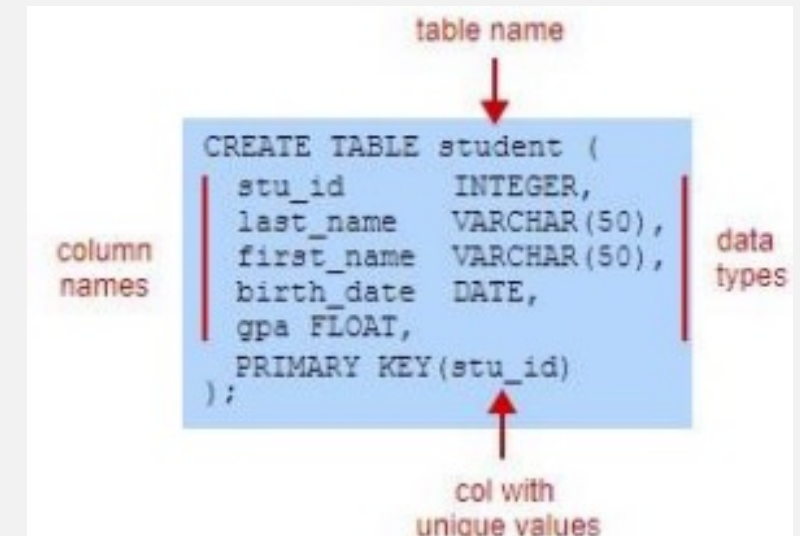 table name
CREATE TABLE student (
stu_id INTEGER,
last_name VARCHAR(50),
first_name VARCHAR(50),
birth_date DATE,
gpa FLOAT,
PRIMARY KEY(stu_id)
);
column
names
data
types
col with
unique values